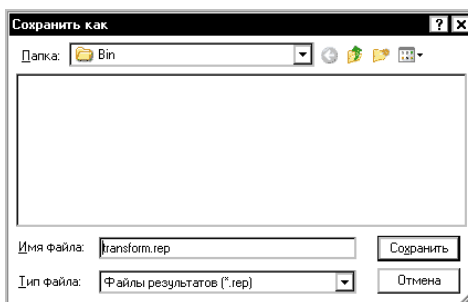 Сохранить как
Папка: Bin
Имя файла: transform.rep Сохранить
Тип файла: Файлы результатов (*.rep) Отмена